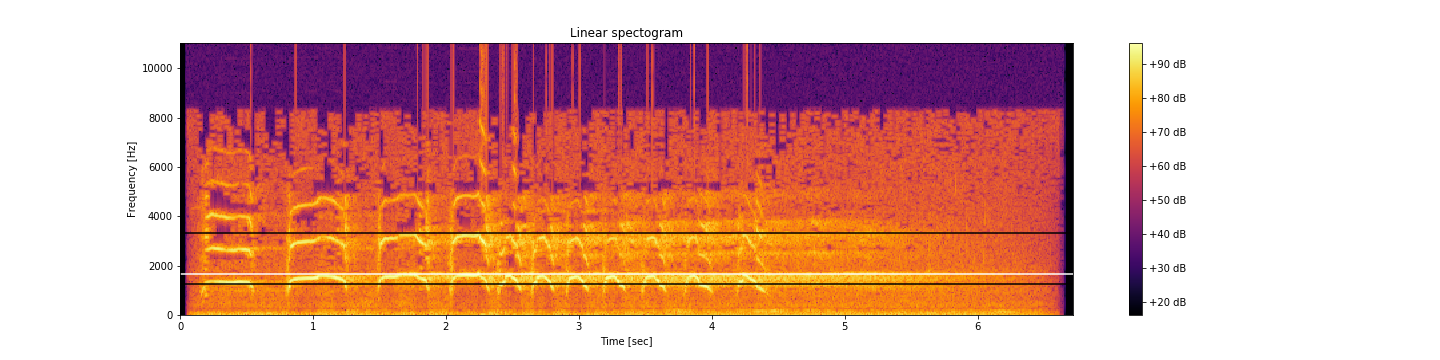 Linear spectogram
Frequency [Hz]
10000
8000
6000
4000
2000
0
0 1 2 3 4 5 6
Time [sec]
+90 dB
+80 dB
+70 dB
+60 dB
+50 dB
+40 dB
+30 dB
+20 dB